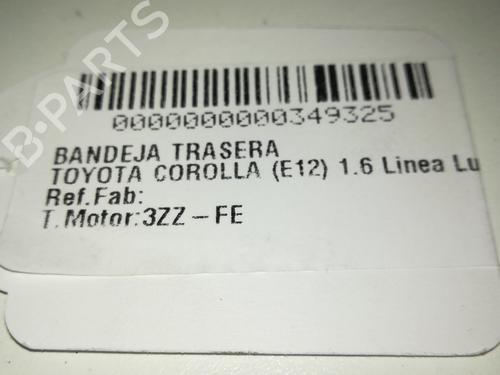 B-PARTS
0000000000349325
BANDEJA TRASERA
TOYOTA COROLLA (E12) 1.6 Linea Lu
Ref.Fab:
T.Motor:3ZZ-FE